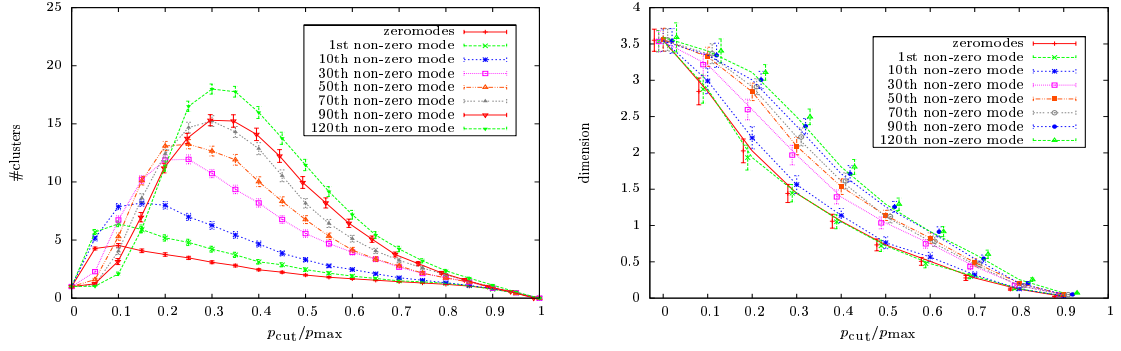 25
20
15
10
5
0
#clusters
0 0.1 0.2 0.3 0.4 0.5 0.6 0.7 0.8 0.9 1
pcut/pmax
zeromodes
1st non-zero mode
10th non-zero mode
30th non-zero mode
50th non-zero mode
70th non-zero mode
90th non-zero mode
120th non-zero mode
4
3.5
3
2.5
2
1.5
1
0.5
0
dimension
0 0.1 0.2 0.3 0.4 0.5 0.6 0.7 0.8 0.9 1
pcut/pmax
zeromodes
1st non-zero mode
10th non-zero mode
30th non-zero mode
50th non-zero mode
70th non-zero mode
90th non-zero mode
120th non-zero mode